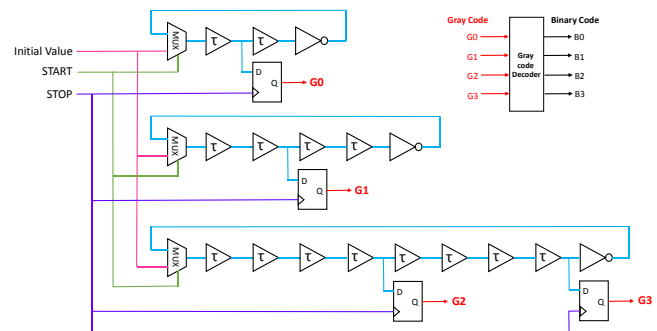 Initial Value
START
STOP
MUX
τ
τ
D
Q
G0
Gray Code
Binary Code
G0
G1
G2
G3
Gray
code
Decoder
B0
B1
B2
B3
MUX
τ
τ
τ
τ
D
Q
G1
MUX
τ
τ
τ
τ
τ
τ
τ
τ
D
Q
G2
D
Q
G3